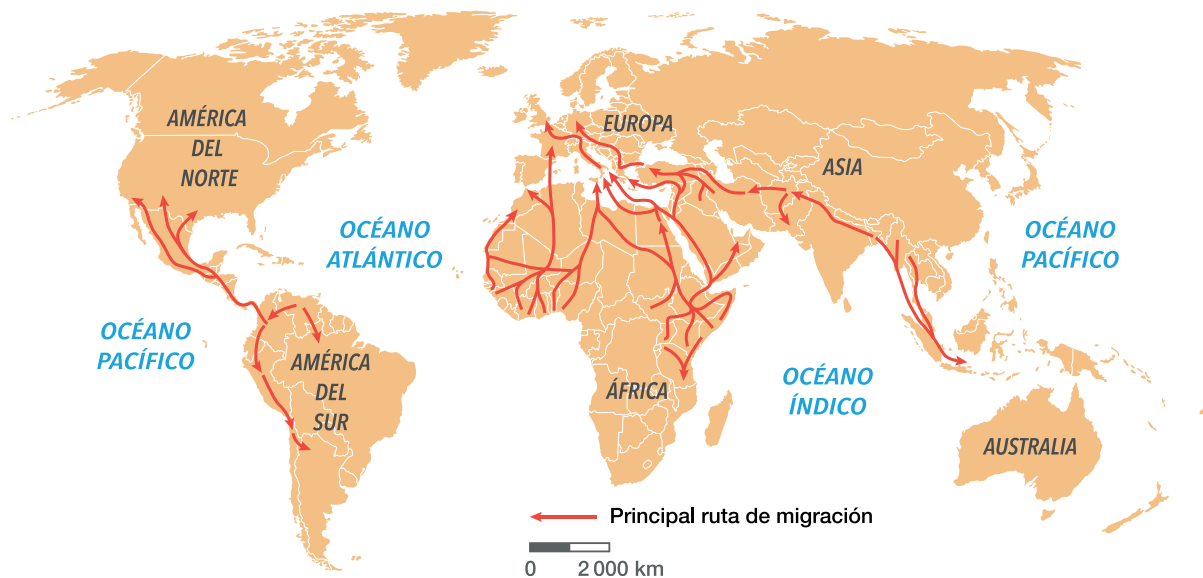 AMÉRICA
DEL
NORTE
EUROPA
ASIA
OCÉANO
ATLÁNTICO
OCÉANO
PACÍFICO
OCÉANO
PACÍFICO
AMÉRICA
DEL
SUR
ÁFRICA
OCÉANO
ÍNDICO
AUSTRALIA
Principal ruta de migración
0 2 000 km